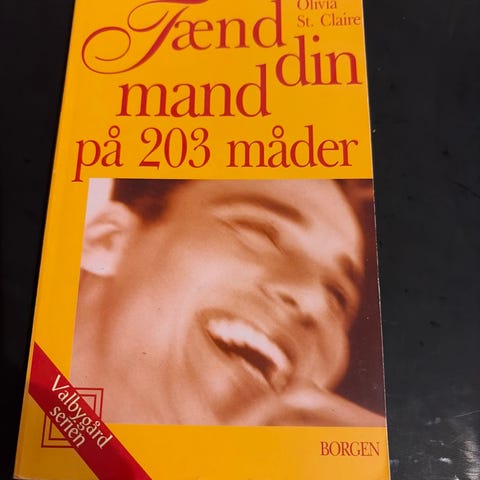 Olivia
St. Claire
Tænd
din
mand
på 203 måder
Valbygård
serien
BORGEN